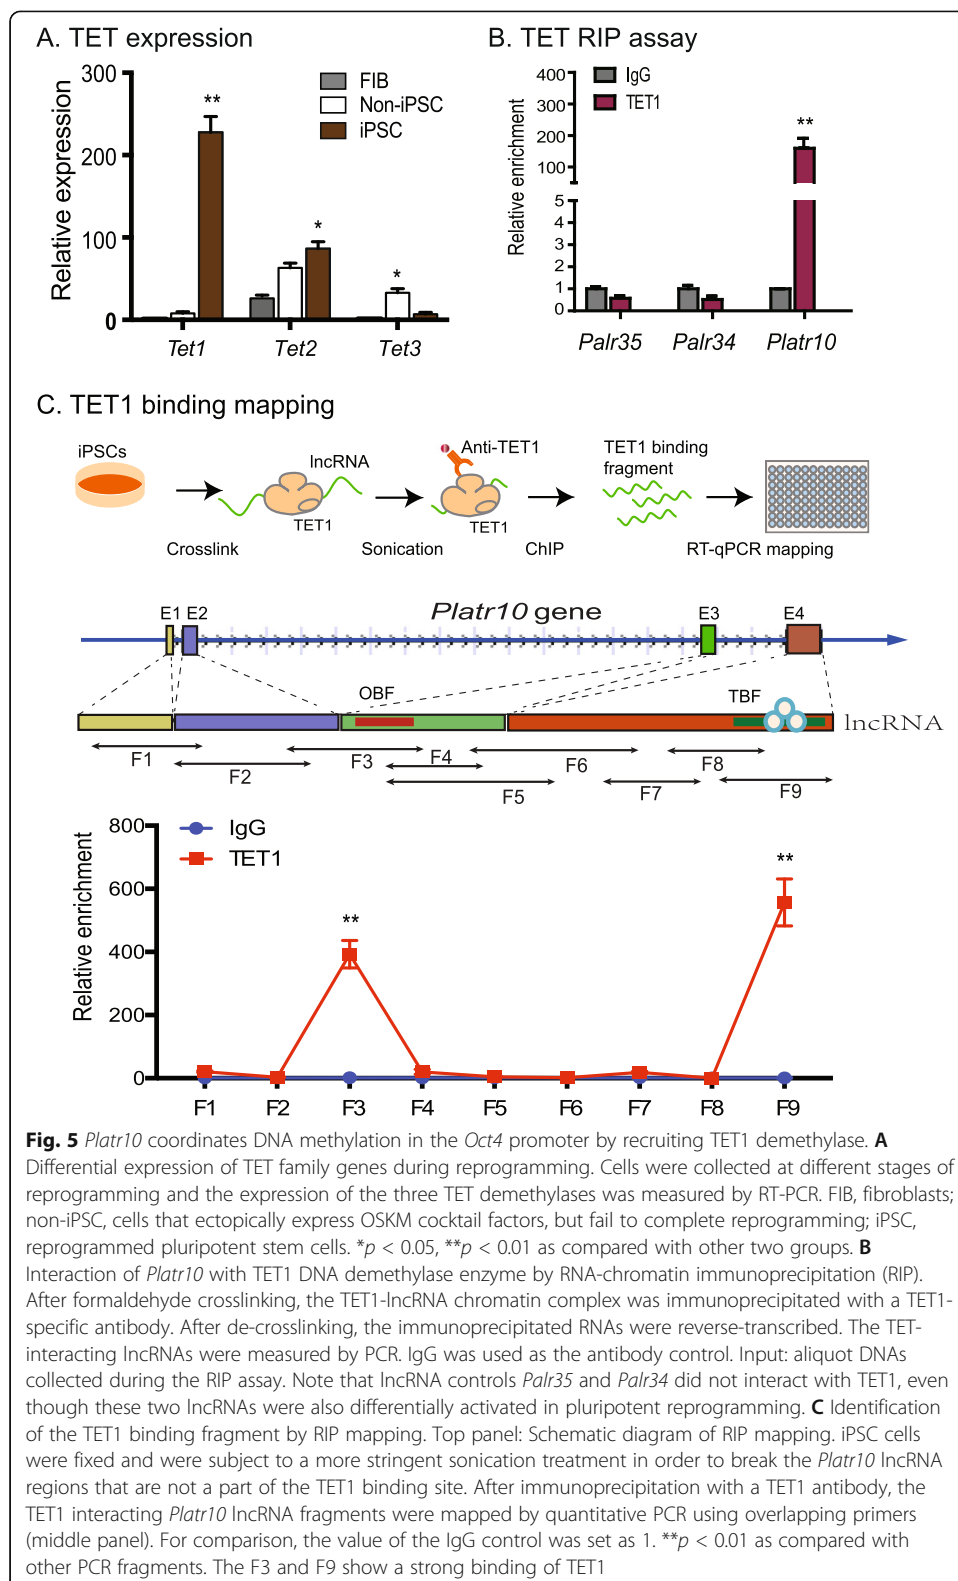 A. TET expression
300
200
100
0
Relative expression
FIB
Non-iPSC
iPSC
**
*
*
Tet1 Tet2 Tet3
B. TET RIP assay
400
300
200
100
5
4
3
2
1
0
Relative enrichment
IgG
TET1
**
Palr35 Palr34 Platr10
C. TET1 binding mapping
iPSCs
lncRNA
TET1
Anti-TET1
TET1
TET1 binding
fragment
Crosslink Sonication ChIP RT-qPCR mapping
Platr10 gene
E1 E2 E3 E4
OBF TBF
lncRNA
F1 F2 F3 F4 F5 F6 F7 F8 F9
800
600
400
200
0
Relative enrichment
IgG
TET1
**
**
F1 F2 F3 F4 F5 F6 F7 F8 F9
Fig. 5 Platr10 coordinates DNA methylation in the Oct4 promoter by recruiting TET1 demethylase. A
Differential expression of TET family genes during reprogramming. Cells were collected at different stages of
reprogramming and the expression of the three TET demethylases was measured by RT-PCR. FIB, fibroblasts;
non-iPSC, cells that ectopically express OSKM cocktail factors, but fail to complete reprogramming; iPSC,
reprogrammed pluripotent stem cells. *p < 0.05, **p < 0.01 as compared with other two groups. B
Interaction of Platr10 with TET1 DNA demethylase enzyme by RNA-chromatin immunoprecipitation (RIP).
After formaldehyde crosslinking, the TET1-lncRNA chromatin complex was immunoprecipitated with a TET1-
specific antibody. After de-crosslinking, the immunoprecipitated RNAs were reverse-transcribed. The TET-
interacting lncRNAs were measured by PCR. IgG was used as the antibody control. Input: aliquot DNAs
collected during the RIP assay. Note that lncRNA controls Palr35 and Palr34 did not interact with TET1, even
though these two lncRNAs were also differentially activated in pluripotent reprogramming. C Identification
of the TET1 binding fragment by RIP mapping. Top panel: Schematic diagram of RIP mapping. iPSC cells
were fixed and were subject to a more stringent sonication treatment in order to break the Platr10 lncRNA
regions that are not a part of the TET1 binding site. After immunoprecipitation with a TET1 antibody, the
TET1 interacting Platr10 lncRNA fragments were mapped by quantitative PCR using overlapping primers
(middle panel). For comparison, the value of the IgG control was set as 1. **p < 0.01 as compared with
other PCR fragments. The F3 and F9 show a strong binding of TET1